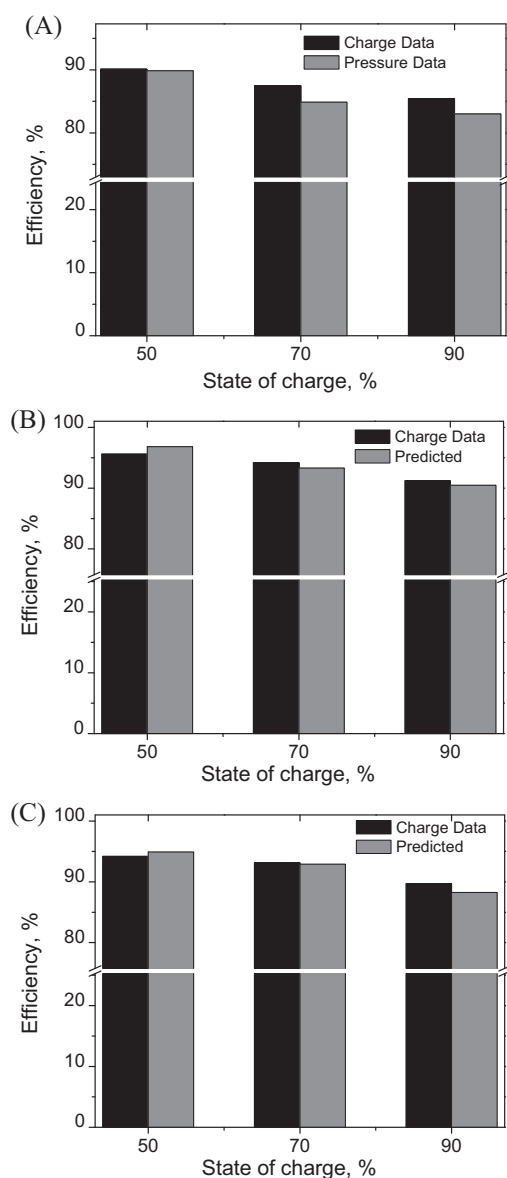 (A)
Charge Data
Pressure Data
90
80
20
10
0
Efficiency, %
50 70 90
State of charge, %
(B)
Charge Data
Predicted
100
90
80
20
10
0
Efficiency, %
50 70 90
State of charge, %
(C)
Charge Data
Predicted
100
90
80
20
10
0
Efficiency, %
50 70 90
State of charge, %